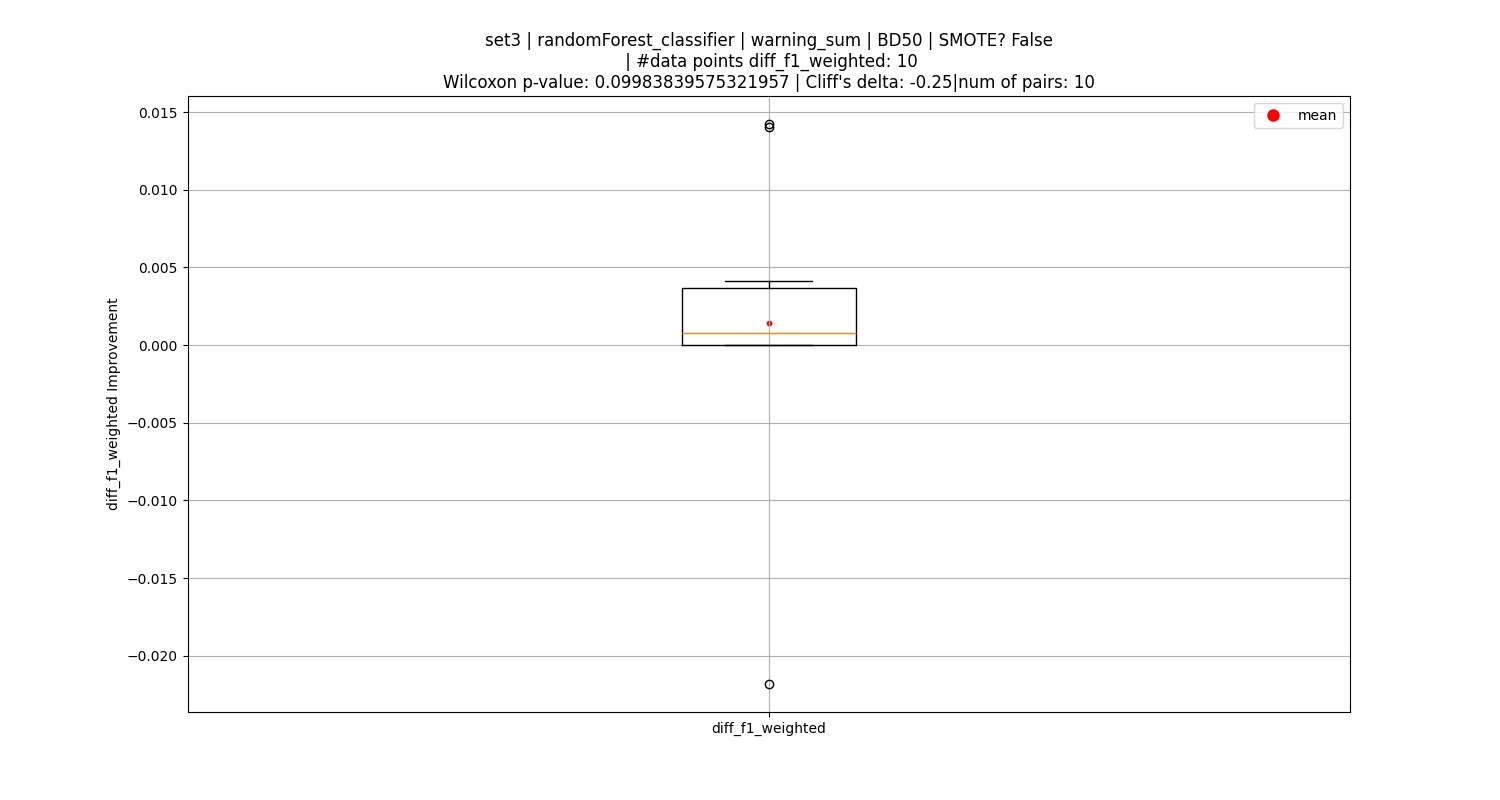 set3 | randomForest_classifier | warning_sum | BD50 | SMOTE? False
| #data points diff_f1_weighted: 10
Wilcoxon p-value: 0.09983839575321957 | Cliff's delta: -0.25|num of pairs: 10
mean
0.015
0.010
0.005
0.000
−0.005
−0.010
−0.015
−0.020
diff_f1_weighted Improvement
diff_f1_weighted